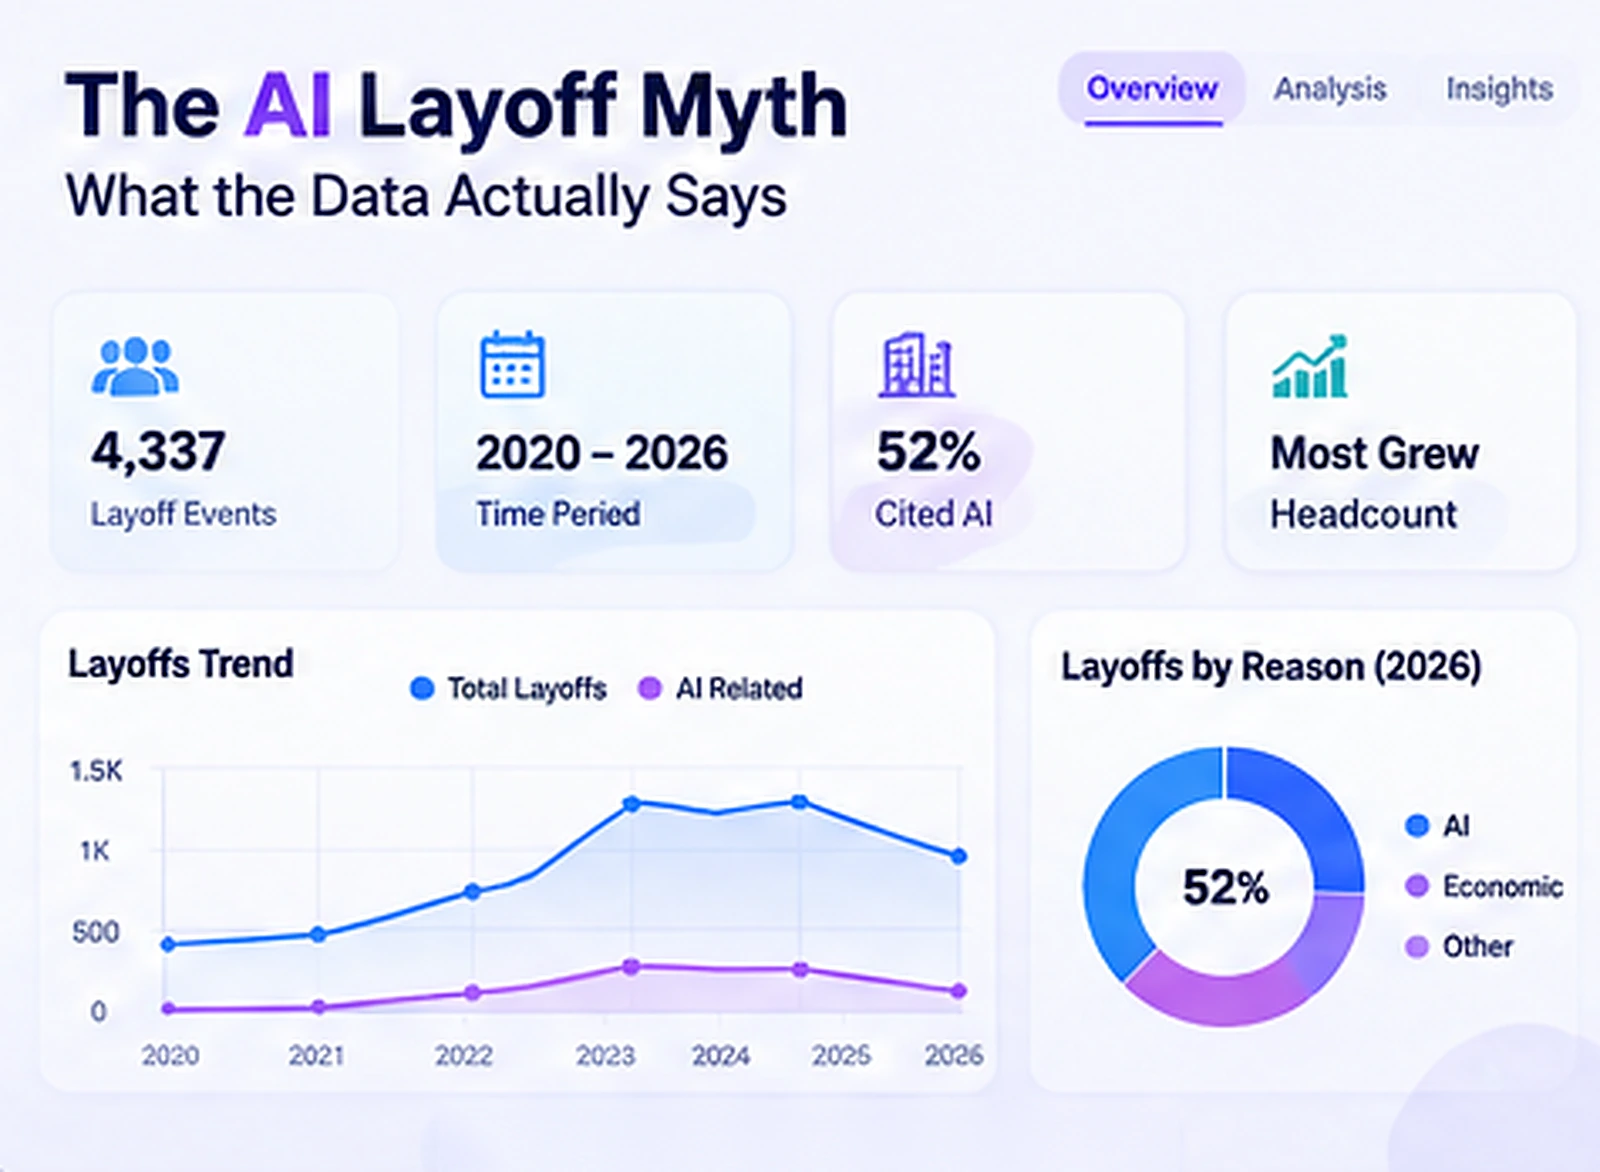 The AI Layoff Myth
What the Data Actually Says
Overview Analysis Insights
4,337
Layoff Events
2020 – 2026
Time Period
52%
Cited AI
Most Grew
Headcount
Layoffs Trend
Total Layoffs AI Related
1.5K
1K
500
0
2020 2021 2022 2023 2024 2025 2026
Layoffs by Reason (2026)
52%
AI
Economic
Other